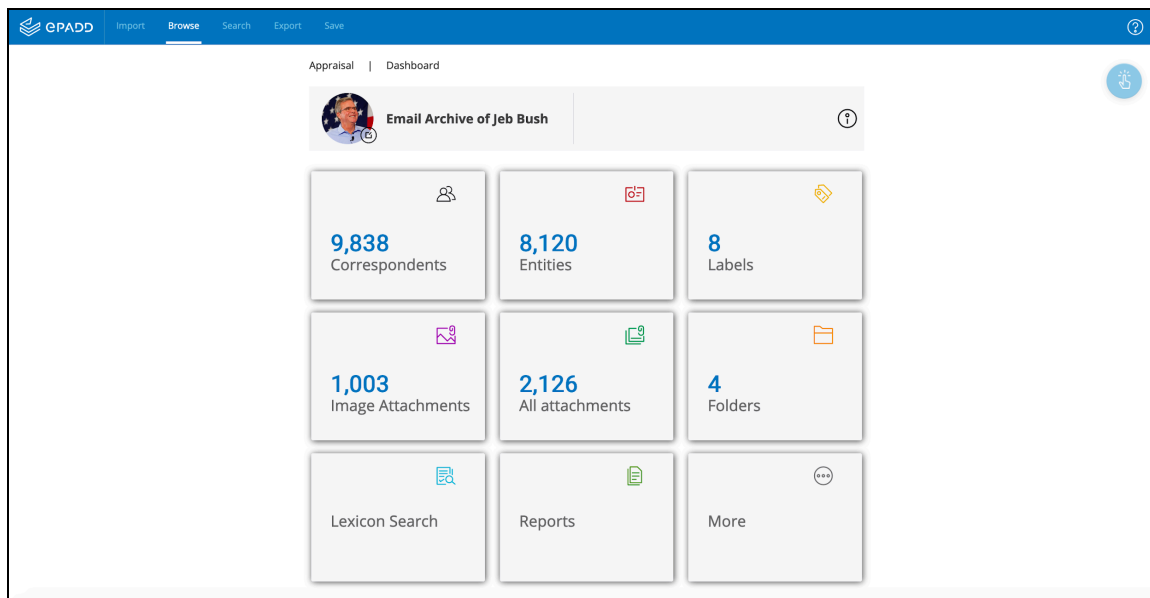 ePADD Import Browse Search Export Save ?
Appraisal | Dashboard
Email Archive of Jeb Bush
9,838 8,120 8
Correspondents Entities Labels
1,003 2,126 4
Image Attachments All attachments Folders
Lexicon Search Reports More